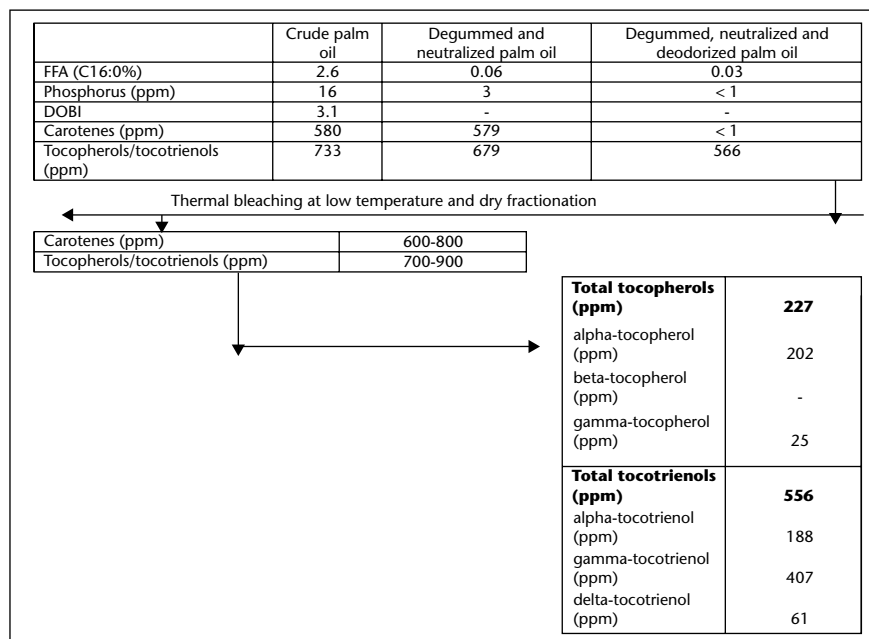 Crude palm oil
Degummed and neutralized palm oil
Degummed, neutralized and deodorized palm oil
FFA (C16:0%) 2.6 0.06 0.03
Phosphorus (ppm) 16 3 < 1
DOBI 3.1 - -
Carotenes (ppm) 580 579 < 1
Tocopherols/tocotrienols (ppm) 733 679 566
Thermal bleaching at low temperature and dry fractionation
Carotenes (ppm) 600-800
Tocopherols/tocotrienols (ppm) 700-900
Total tocopherols (ppm) 227
alpha-tocopherol (ppm) 202
beta-tocopherol (ppm) -
gamma-tocopherol (ppm) 25
Total tocotrienols (ppm) 556
alpha-tocotrienol (ppm) 188
gamma-tocotrienol (ppm) 407
delta-tocotrienol (ppm) 61